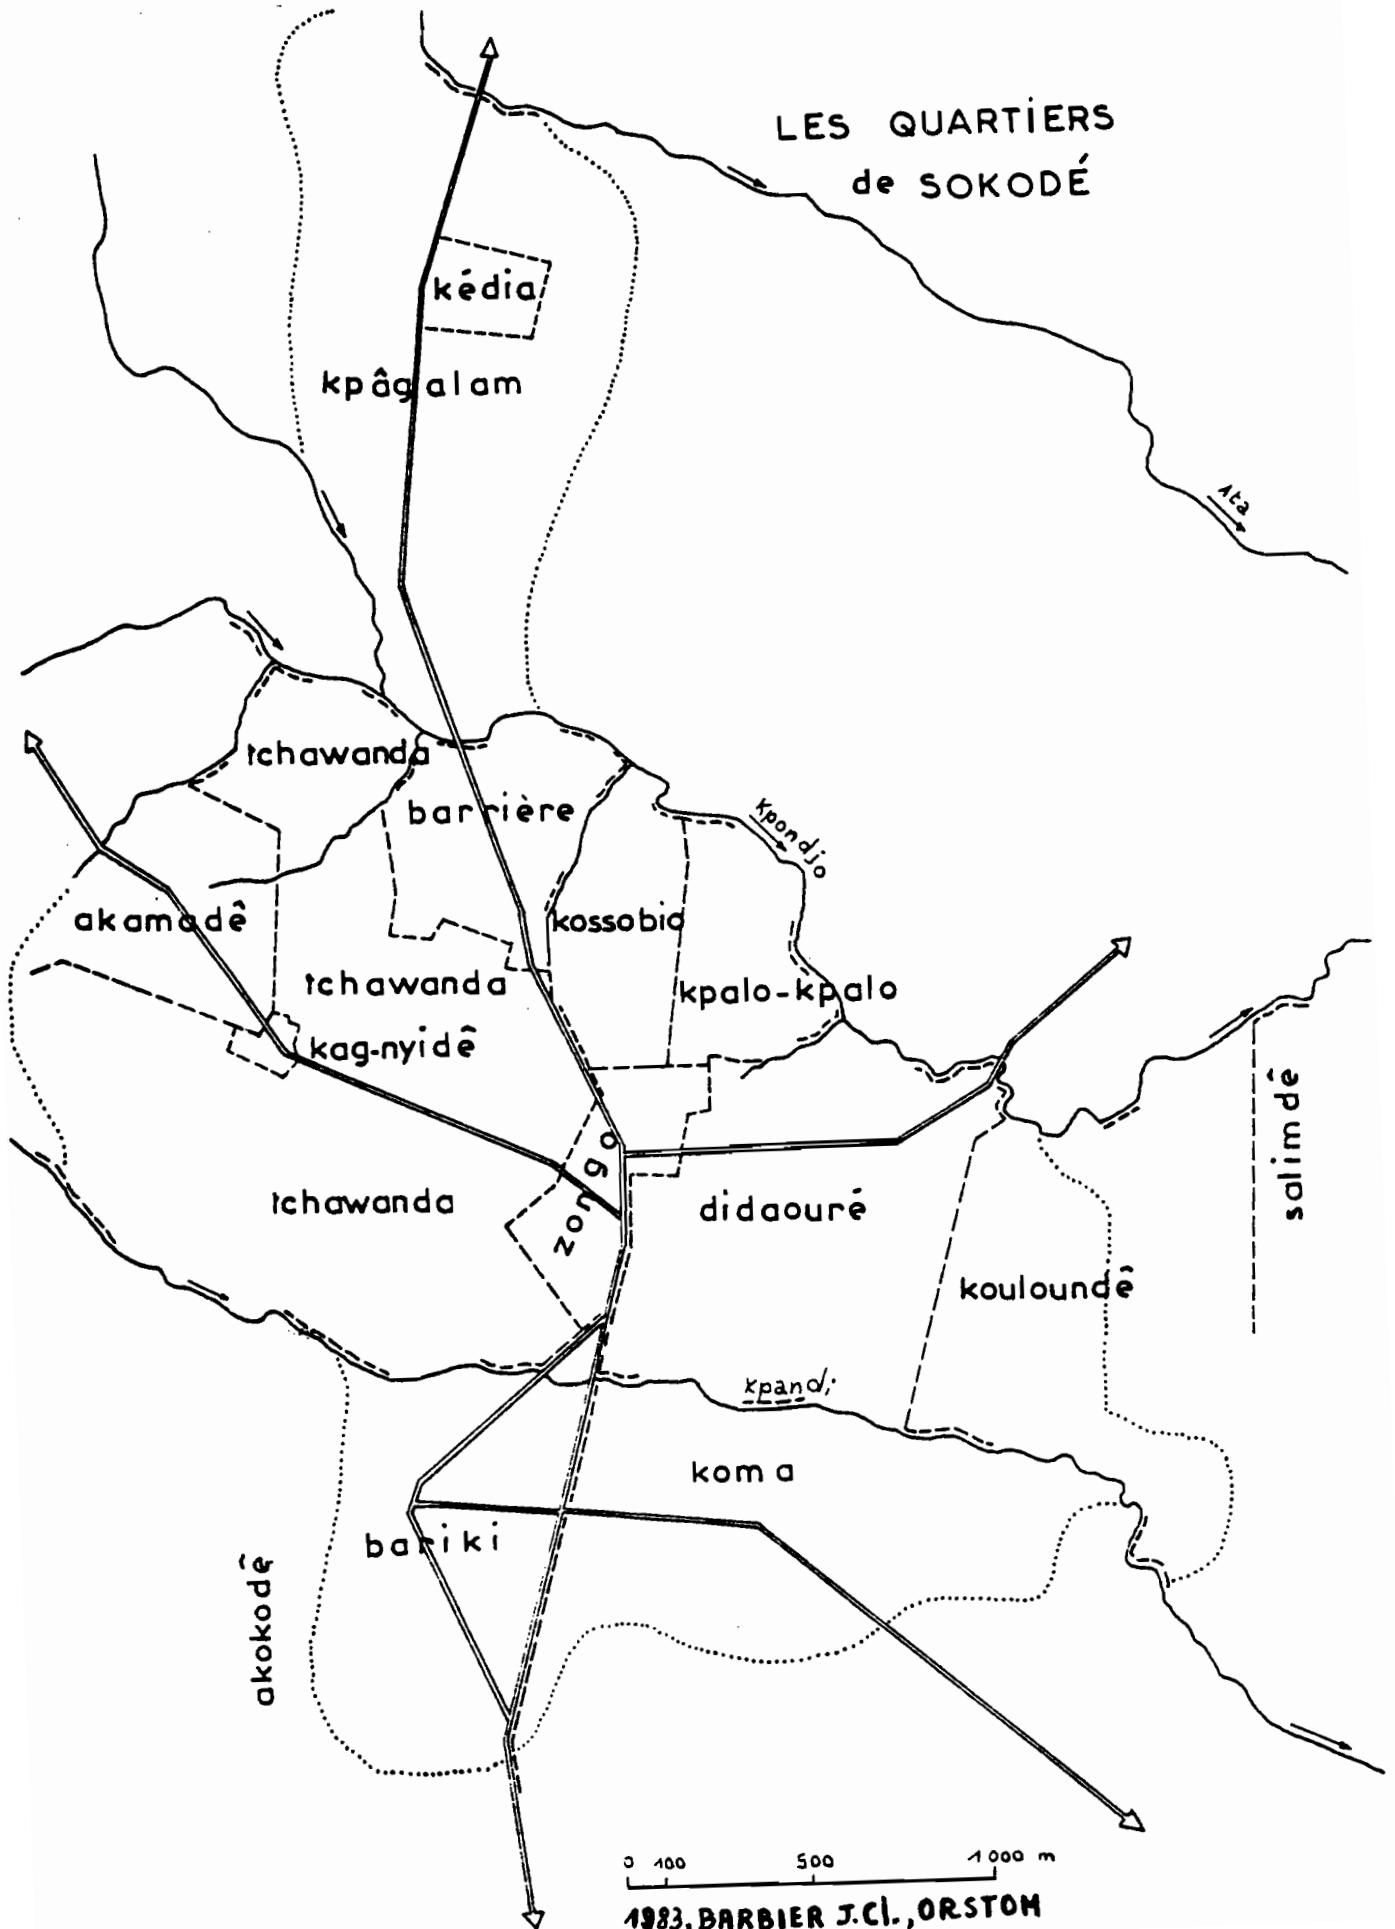 LES QUARTIERS
de SOKODÉ
kédia
kpâgalam
Ata
tchawanda
barrière
Kpondjo
akamadê
kossobio
tchawanda
kpalo-kpalo
kag-nyidê
salimdê
zongo
tchawanda
didaouré
kouloundê
kpandi
koma
bariki
akokodê
0 100 500 1000 m
1983, BARBIER J.Cl., ORSTOM